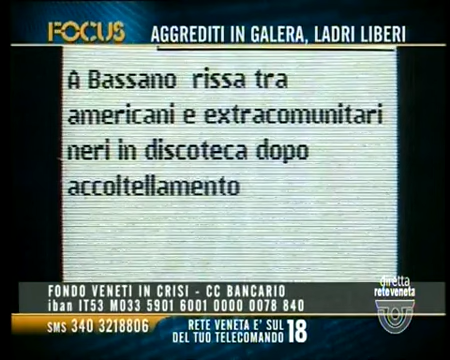 FOCUS
AGGREDITI IN GALERA, LADRI LIBERI
A Bassano rissa tra
americani e extracomunitari
neri in discoteca dopo
accoltellamento
FONDO VENETI IN CRISI - CC BANCARIO
iban IT53 M033 5901 6001 0000 0078 840
diretta
reteveneta
SMS 340 3218806
RETE VENETA E' SUL 18
DEL TUO TELECOMANDO